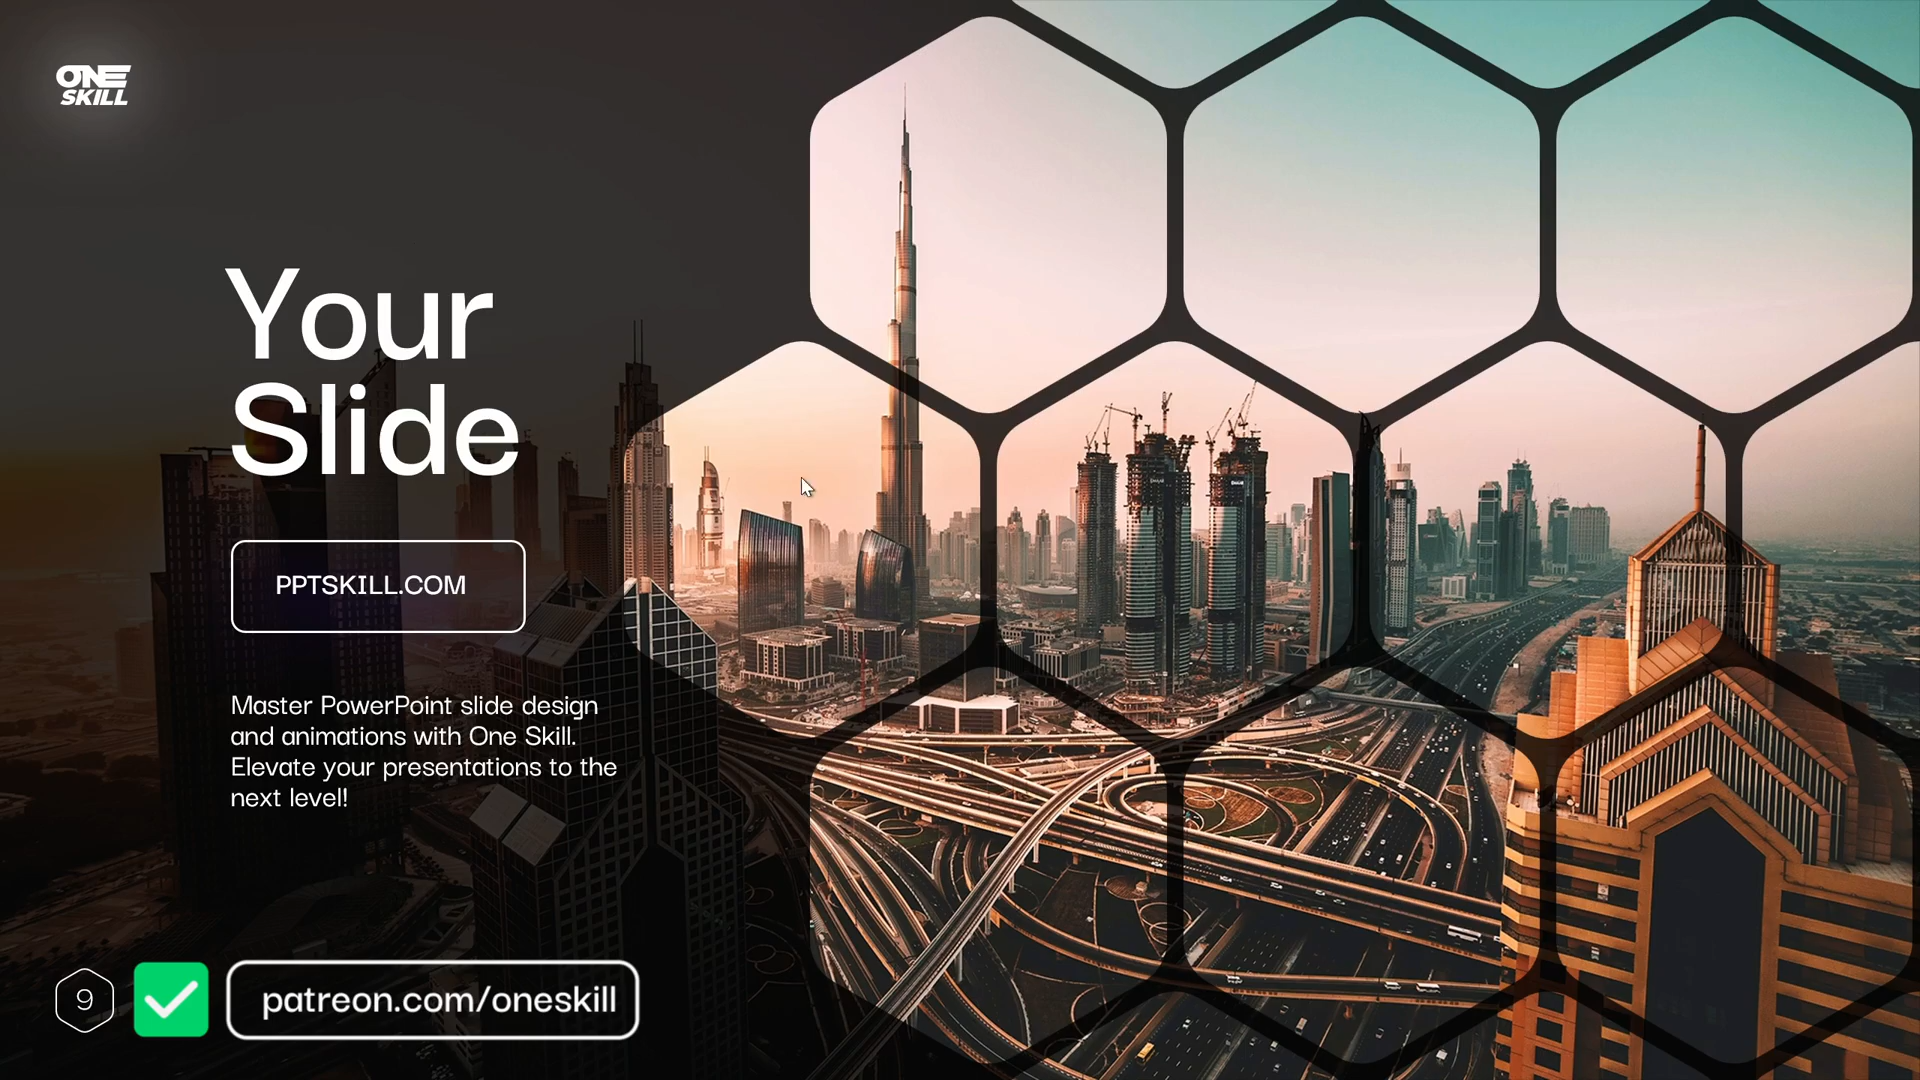 ONE
SKILL
Your
Slide
PPTSKILL.COM
Master PowerPoint slide design
and animations with One Skill.
Elevate your presentations to the
next level!
9
patreon.com/oneskill